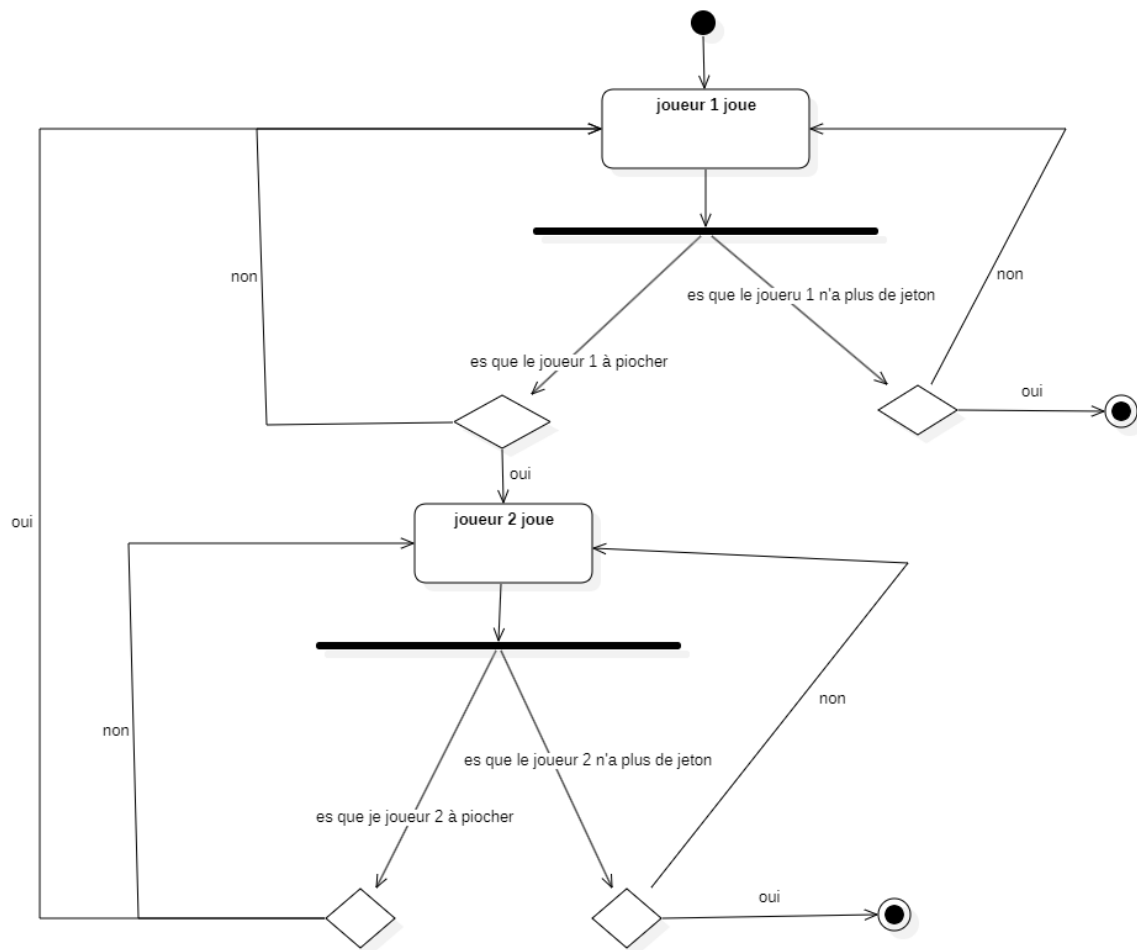 joueur 1 joue
non
es que le joueru 1 n'a plus de jeton
non
es que le joueur 1 à piocher
oui
oui
joueur 2 joue
oui
non
es que le joueur 2 n'a plus de jeton
non
es que je joueur 2 à piocher
oui